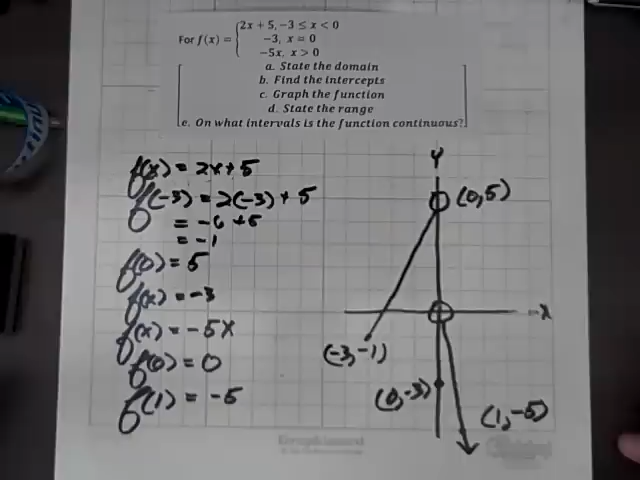 For f(x) = { 2x + 5, −3 ≤ x < 0
−3, x = 0
−5x, x > 0
a. State the domain
b. Find the intercepts
c. Graph the function
d. State the range
e. On what intervals is the function continuous?
f(x) = 2x+5
f(-3) = 2(-3) + 5
= -6 +5
= -1
f(0) = 5
f(x) = -3
f(x) = -5x
f(0) = 0
f(1) = -5
Y
(0,5)
X
(-3,-1)
(0,-3)
(1,-5)